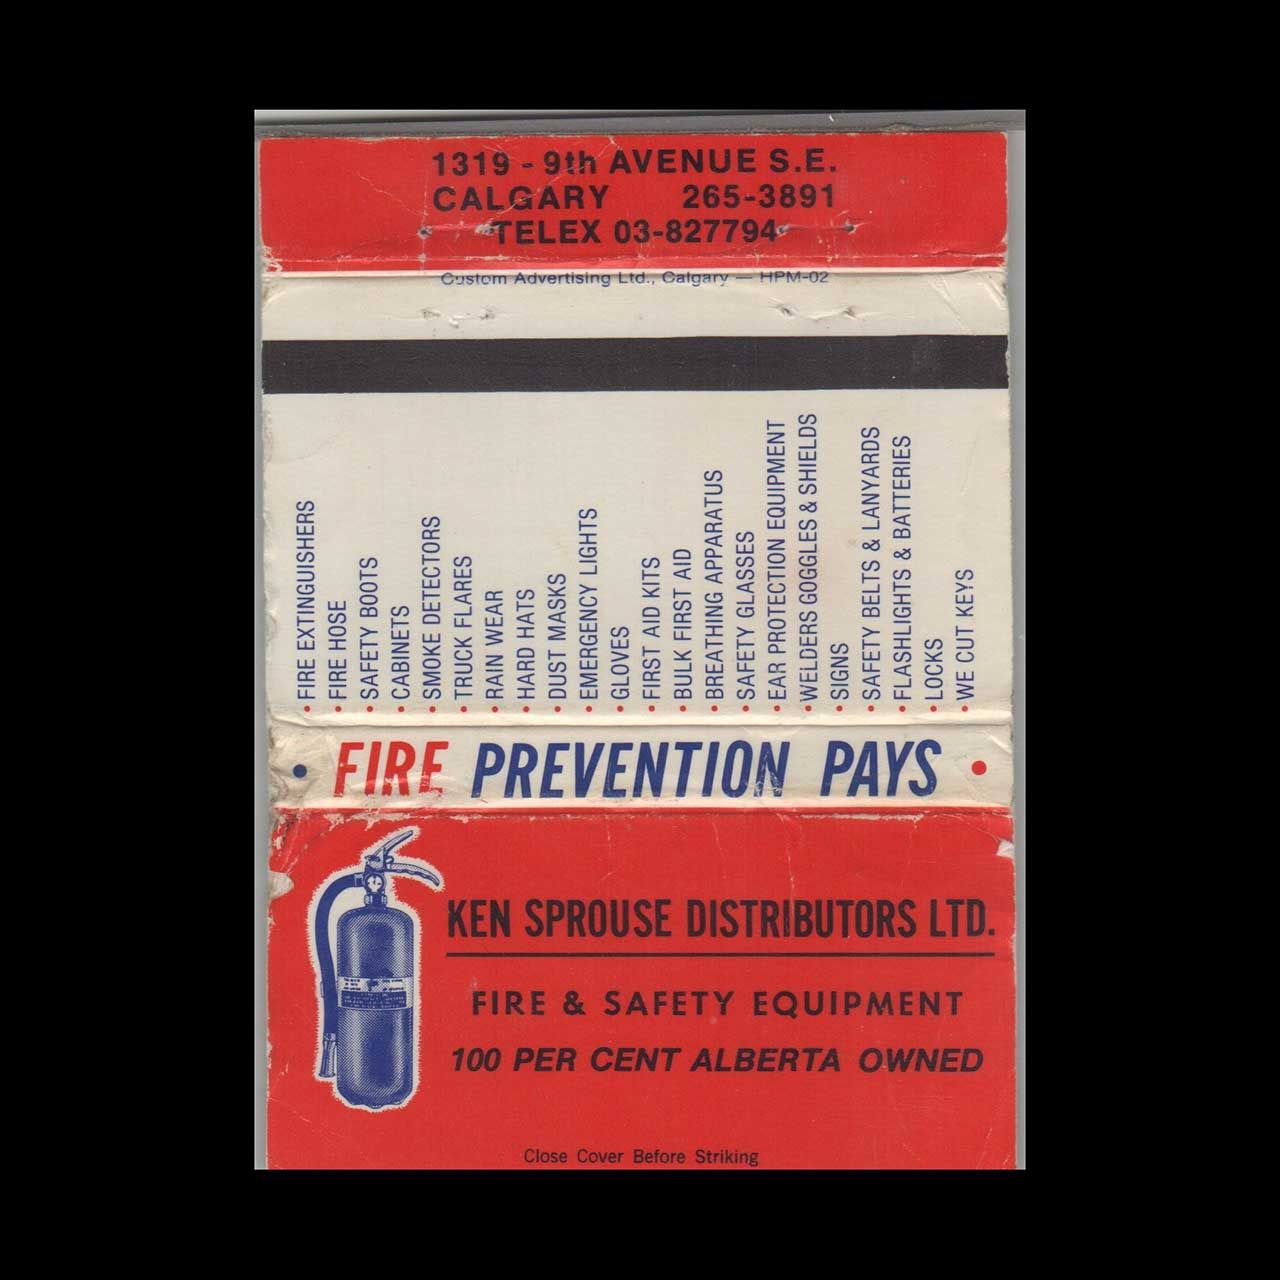 1319 - 9th AVENUE S.E.
CALGARY 265-3891
TELEX 03-827794
Custom Advertising Ltd., Calgary — HPM-02
• FIRE EXTINGUISHERS
• FIRE HOSE
• SAFETY BOOTS
• CABINETS
• SMOKE DETECTORS
• TRUCK FLARES
• RAIN WEAR
• HARD HATS
• DUST MASKS
• EMERGENCY LIGHTS
• GLOVES
• FIRST AID KITS
• BULK FIRST AID
• BREATHING APPARATUS
• SAFETY GLASSES
• EAR PROTECTION EQUIPMENT
• WELDERS GOGGLES & SHIELDS
• SIGNS
• SAFETY BELTS & LANYARDS
• FLASHLIGHTS & BATTERIES
• LOCKS
• WE CUT KEYS
• FIRE PREVENTION PAYS •
KEN SPROUSE DISTRIBUTORS LTD.
FIRE & SAFETY EQUIPMENT
100 PER CENT ALBERTA OWNED
Close Cover Before Striking